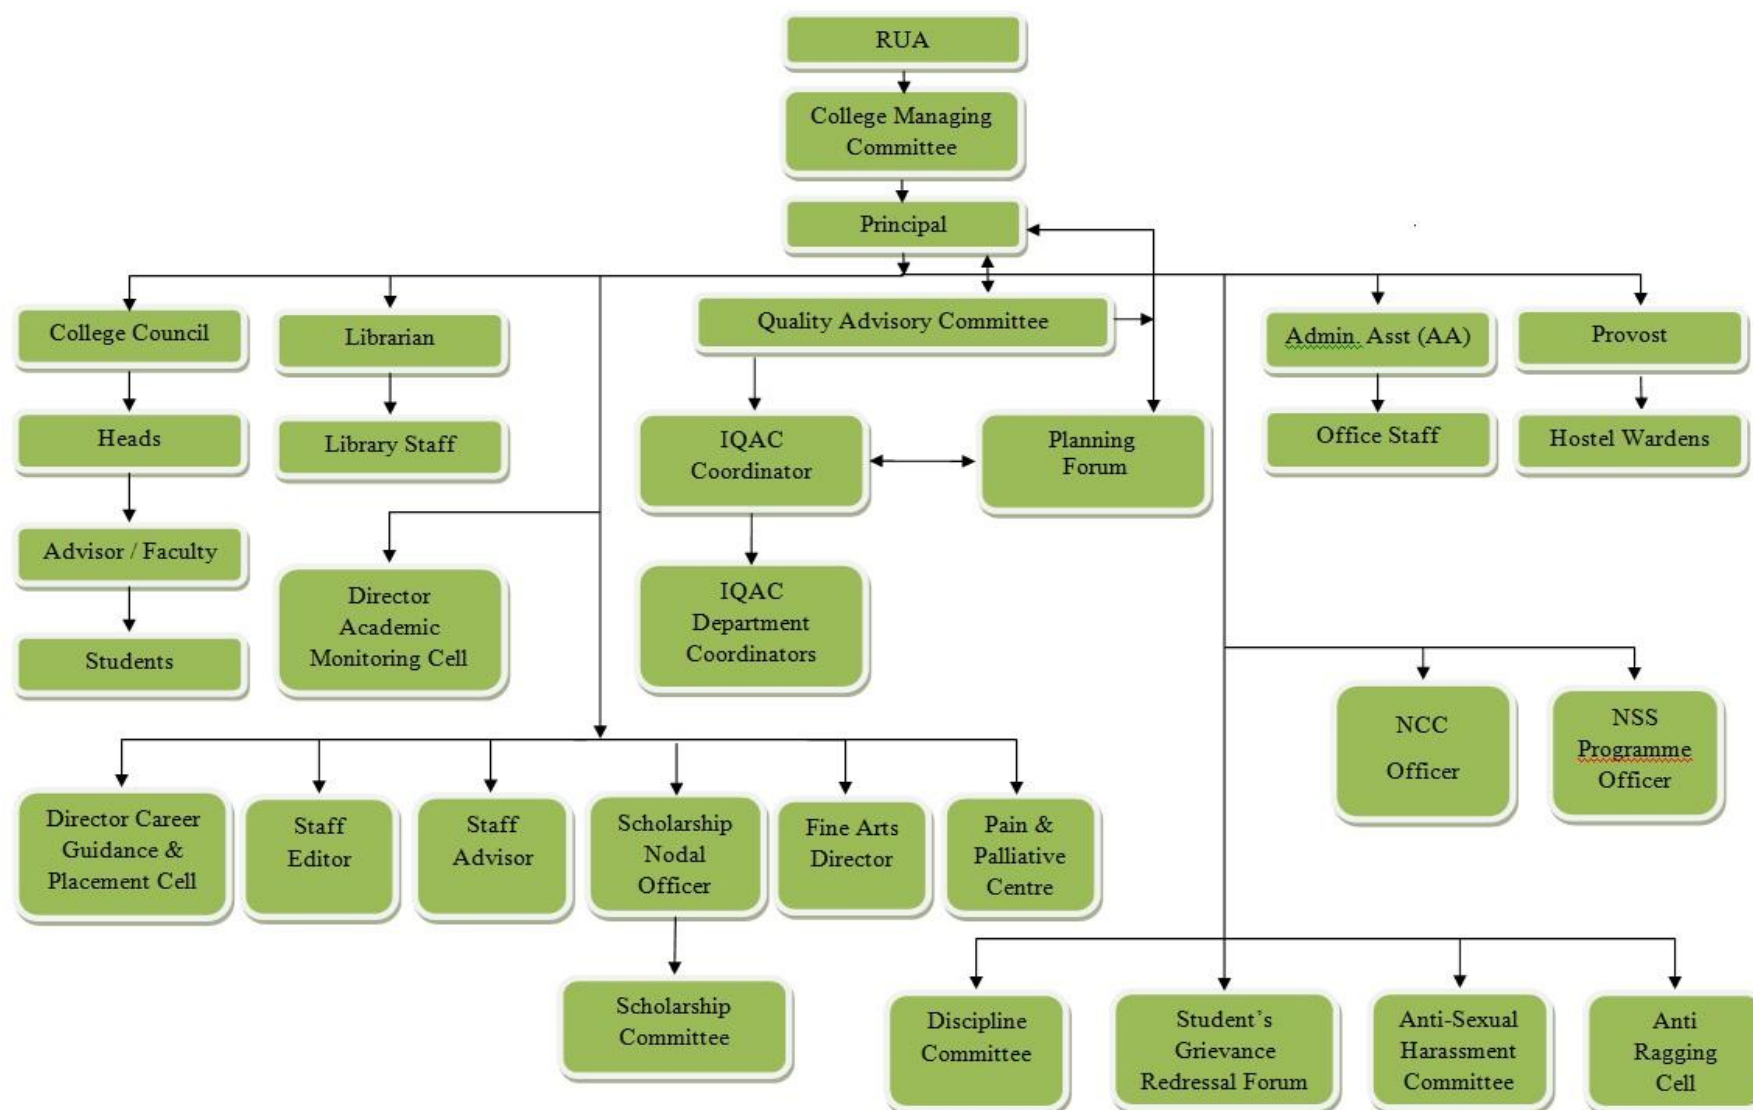 RUA
College Managing
Committee
Principal
College Council
Librarian
Quality Advisory Committee
Admin. Asst (AA)
Provost
Heads
Library Staff
IQAC
Coordinator
Planning
Forum
Office Staff
Hostel Wardens
Advisor / Faculty
Director
Academic
Monitoring Cell
IQAC
Department
Coordinators
Students
NCC
Officer
NSS
Programme
Officer
Director Career
Guidance &
Placement Cell
Staff
Editor
Staff
Advisor
Scholarship
Nodal
Officer
Fine Arts
Director
Pain &
Palliative
Centre
Scholarship
Committee
Discipline
Committee
Student’s
Grievance
Redressal Forum
Anti-Sexual
Harassment
Committee
Anti
Ragging
Cell